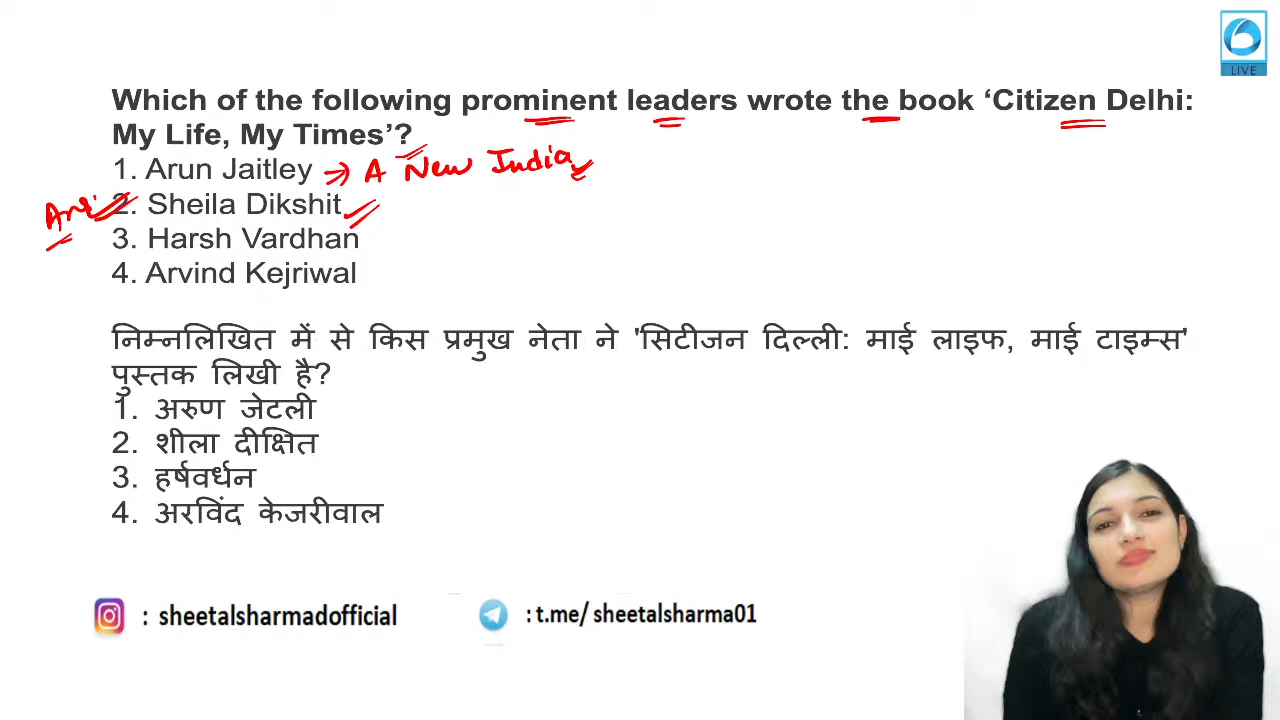 LIVE
Which of the following prominent leaders wrote the book ‘Citizen Delhi:
My Life, My Times’?
1. Arun Jaitley → A New India
Ans 2. Sheila Dikshit
3. Harsh Vardhan
4. Arvind Kejriwal
निम्नलिखित में से किस प्रमुख नेता ने 'सिटीजन दिल्ली: माई लाइफ, माई टाइम्स'
पुस्तक लिखी है?
1. अरुण जेटली
2. शीला दीक्षित
3. हर्षवर्धन
4. अरविंद केजरीवाल
: sheetalsharmadofficial : t.me/ sheetalsharma01